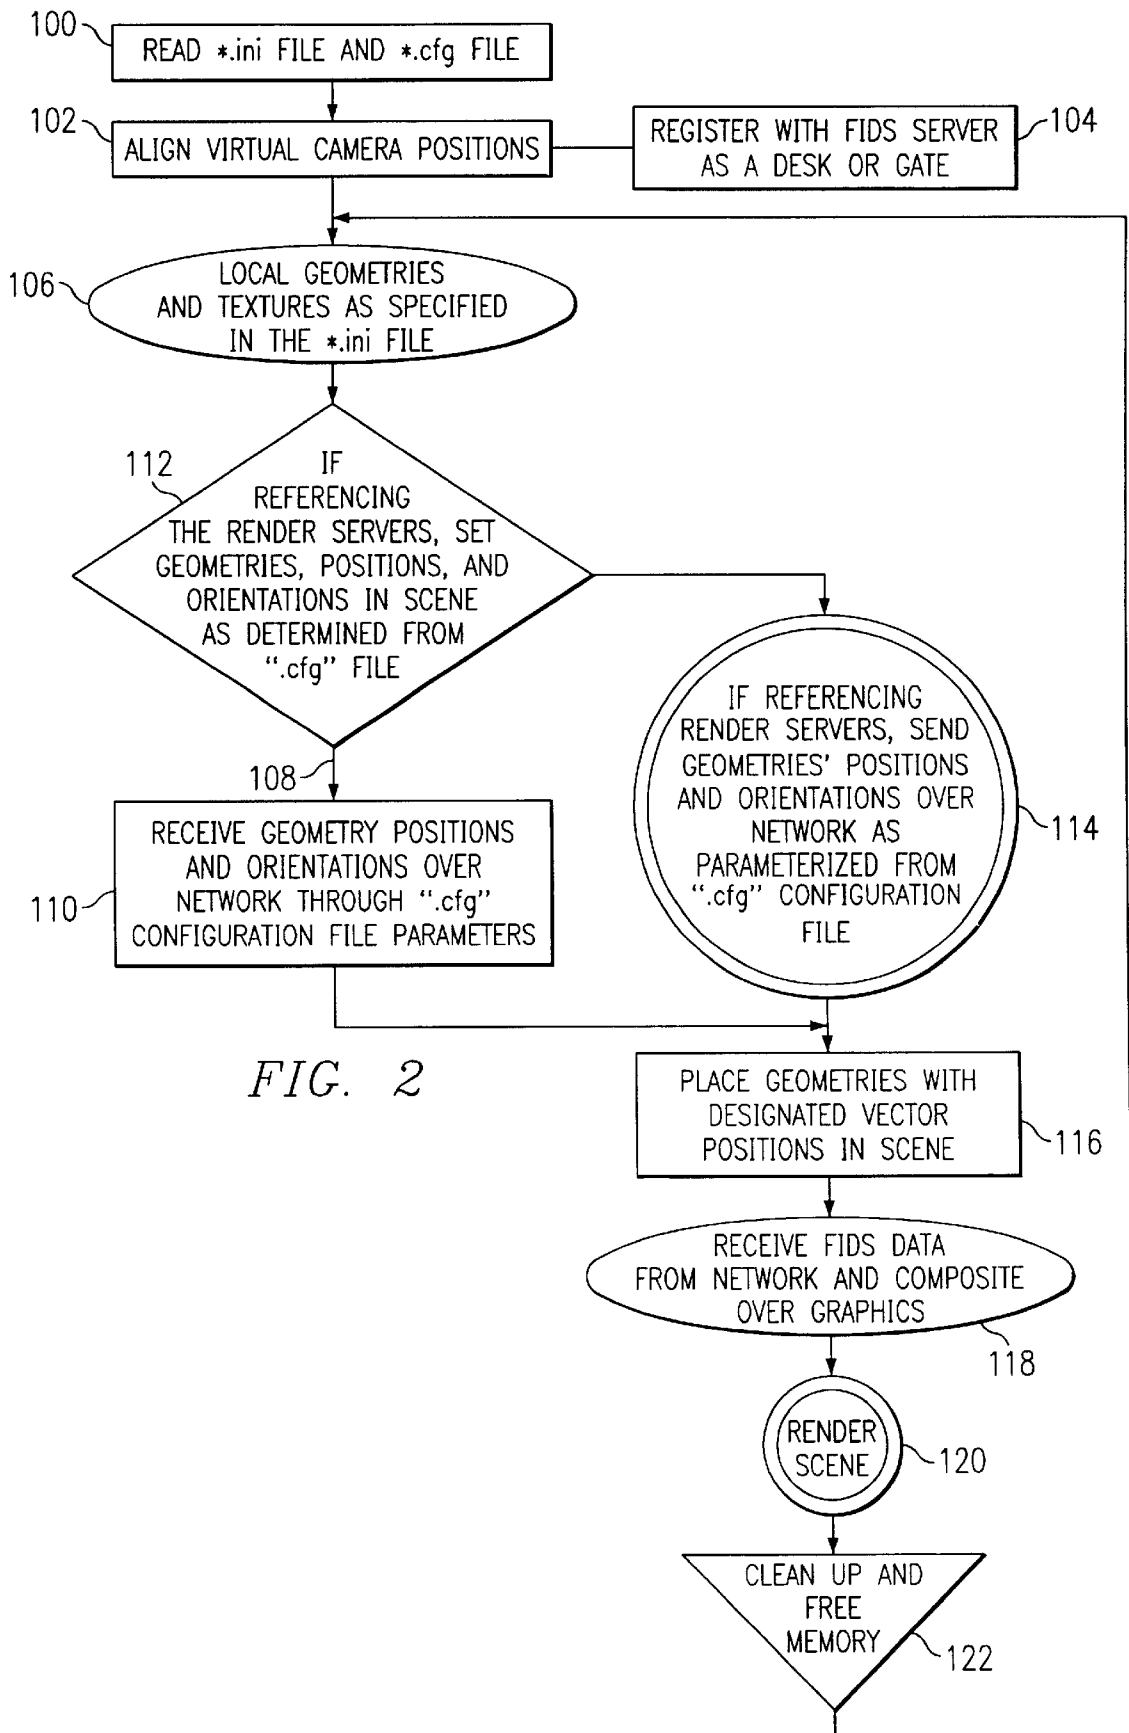 100
READ *.ini FILE AND *.cfg FILE
102
ALIGN VIRTUAL CAMERA POSITIONS
REGISTER WITH FIDS SERVER
AS A DESK OR GATE
104
106
LOCAL GEOMETRIES
AND TEXTURES AS SPECIFIED
IN THE *.ini FILE
112
IF
REFERENCING
THE RENDER SERVERS, SET
GEOMETRIES, POSITIONS, AND
ORIENTATIONS IN SCENE
AS DETERMINED FROM
“.cfg” FILE
108
IF REFERENCING
RENDER SERVERS, SEND
GEOMETRIES’ POSITIONS
AND ORIENTATIONS OVER
NETWORK AS
PARAMETERIZED FROM
“.cfg” CONFIGURATION
FILE
114
110
RECEIVE GEOMETRY POSITIONS
AND ORIENTATIONS OVER
NETWORK THROUGH “.cfg”
CONFIGURATION FILE PARAMETERS
FIG. 2
PLACE GEOMETRIES WITH
DESIGNATED VECTOR
POSITIONS IN SCENE
116
RECEIVE FIDS DATA
FROM NETWORK AND COMPOSITE
OVER GRAPHICS
118
RENDER
SCENE
120
CLEAN UP AND
FREE
MEMORY
122